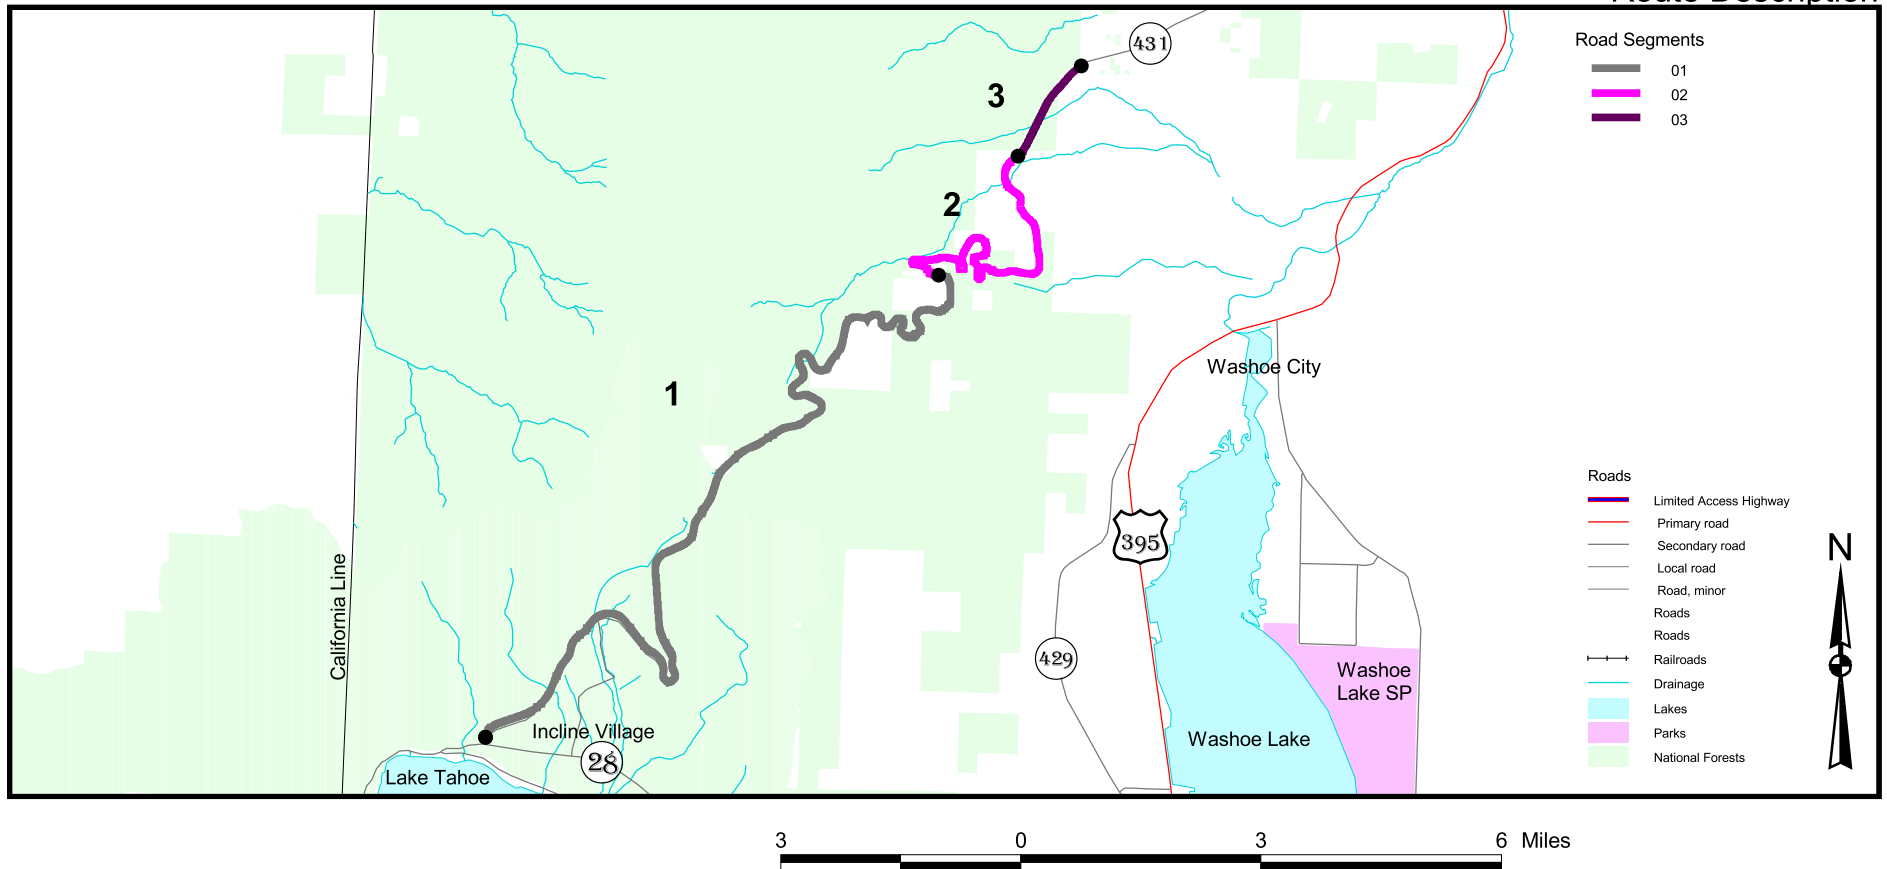 Route Description
431
Road Segments
01
02
03
3
2
1
Washoe City
395
429
California Line
Incline Village
28
Lake Tahoe
Washoe
Lake SP
Washoe Lake
Roads
Limited Access Highway
Primary road
Secondary road
Local road
Road, minor
Roads
Roads
Railroads
Drainage
Lakes
Parks
National Forests
N
3 0 3 6 Miles